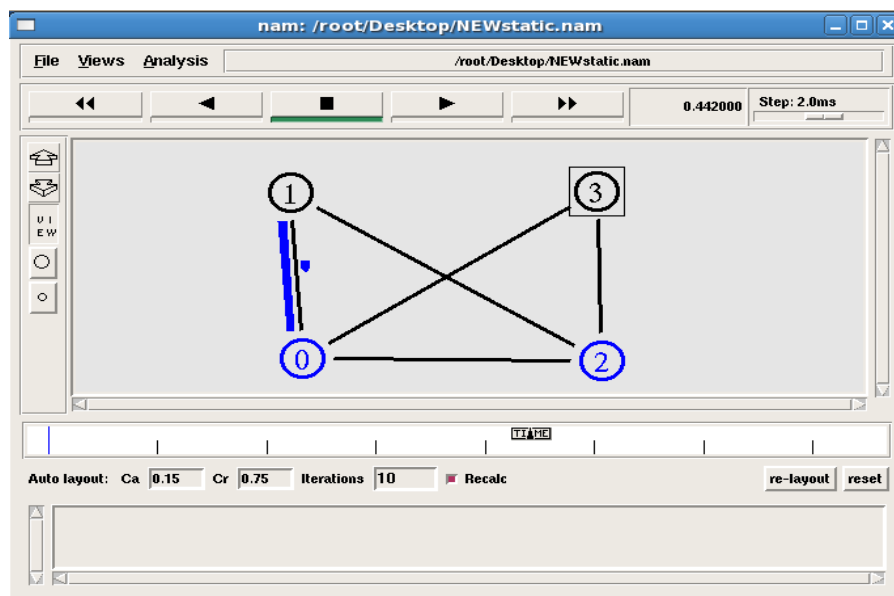 nam: /root/Desktop/NEWstatic.nam
File Views Analysis /root/Desktop/NEWstatic.nam
0.442000 Step: 2.0ms
V I
E W
1 3
0 2
TIME
Auto layout: Ca 0.15 Cr 0.75 Iterations 10 Recalc re-layout reset